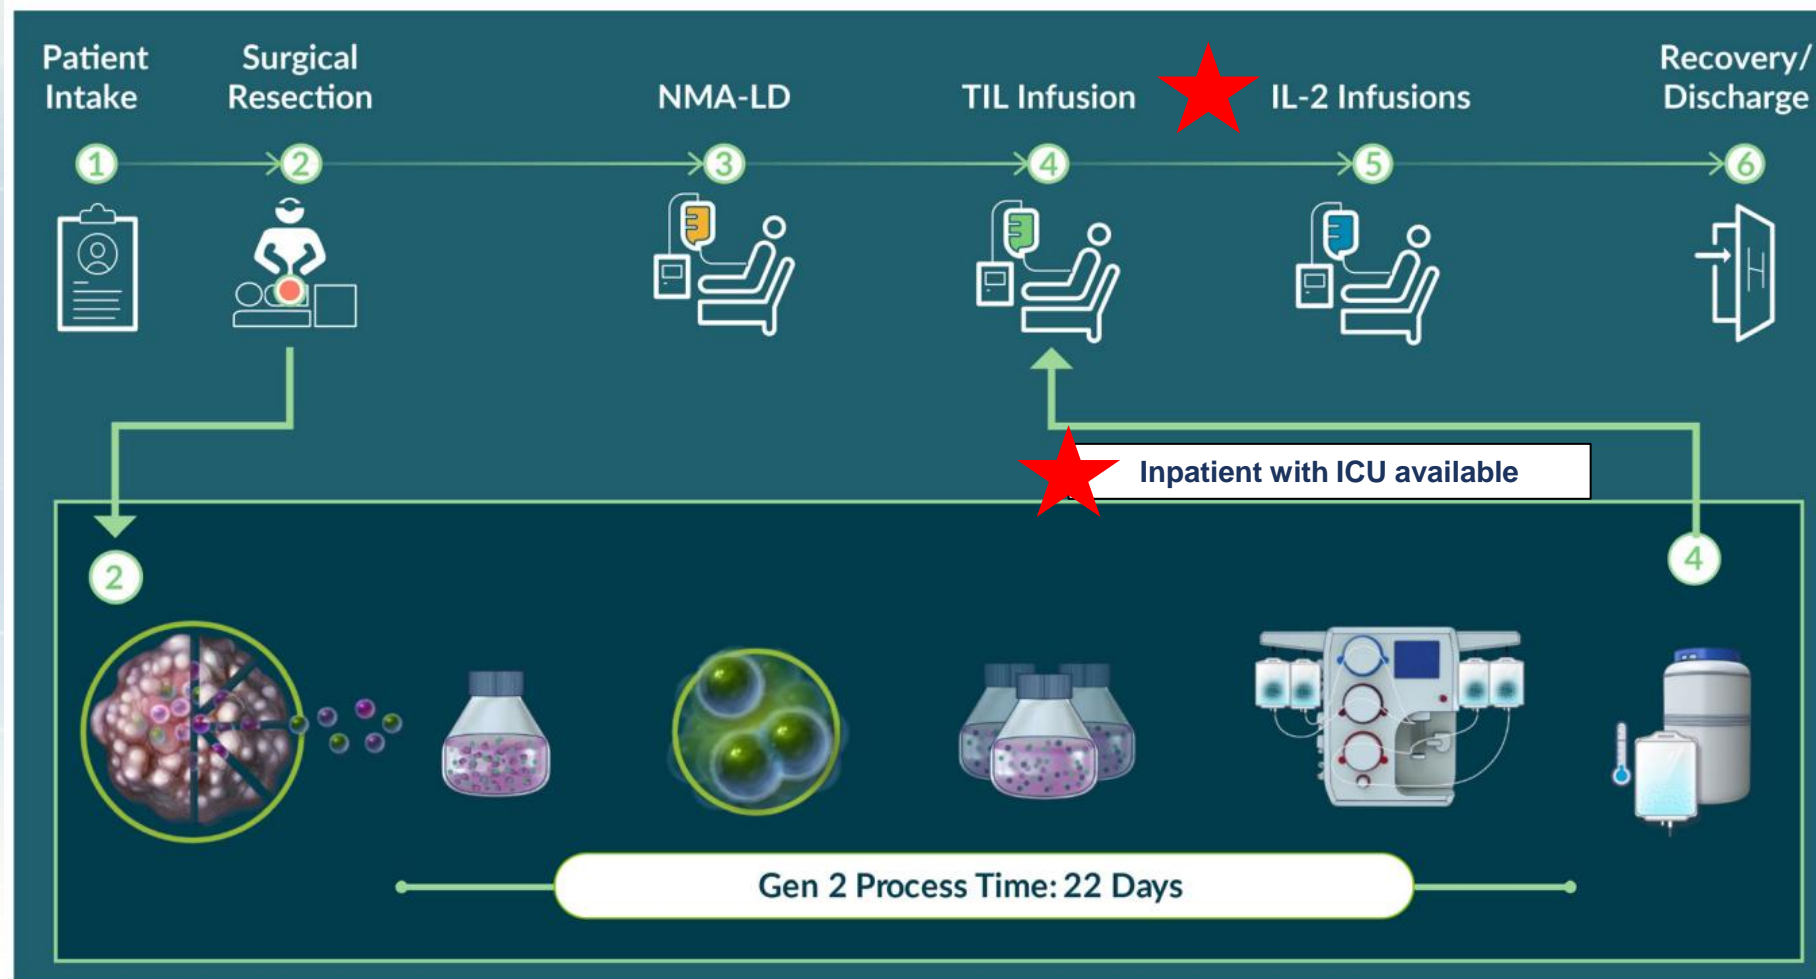 Patient
Intake
Surgical
Resection
NMA-LD
TIL Infusion
IL-2 Infusions
Recovery/
Discharge
1
2
3
4
5
6
H
Inpatient with ICU available
2
4
Gen 2 Process Time: 22 Days